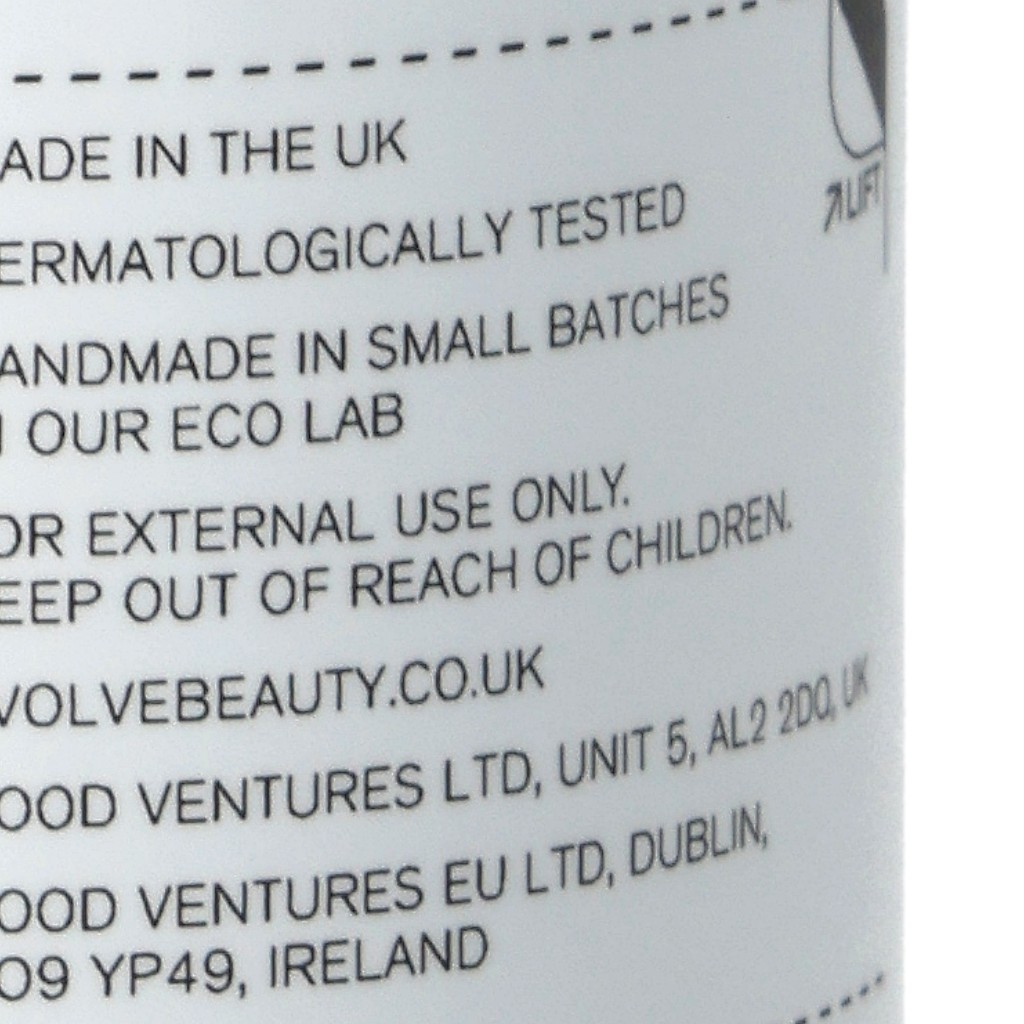 ADE IN THE UK
LIFT
ERMATOLOGICALLY TESTED
ANDMADE IN SMALL BATCHES
OUR ECO LAB
OR EXTERNAL USE ONLY.
EEP OUT OF REACH OF CHILDREN.
VOLVEBEAUTY.CO.UK
OOD VENTURES LTD, UNIT 5, AL2 2DO, UK
OOD VENTURES EU LTD, DUBLIN,
O9 YP49, IRELAND